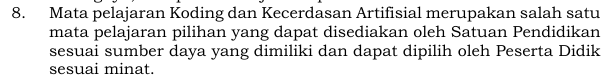 8. Mata pelajaran Koding dan Kecerdasan Artifisial merupakan salah satu
mata pelajaran pilihan yang dapat disediakan oleh Satuan Pendidikan
sesuai sumber daya yang dimiliki dan dapat dipilih oleh Peserta Didik
sesuai minat.